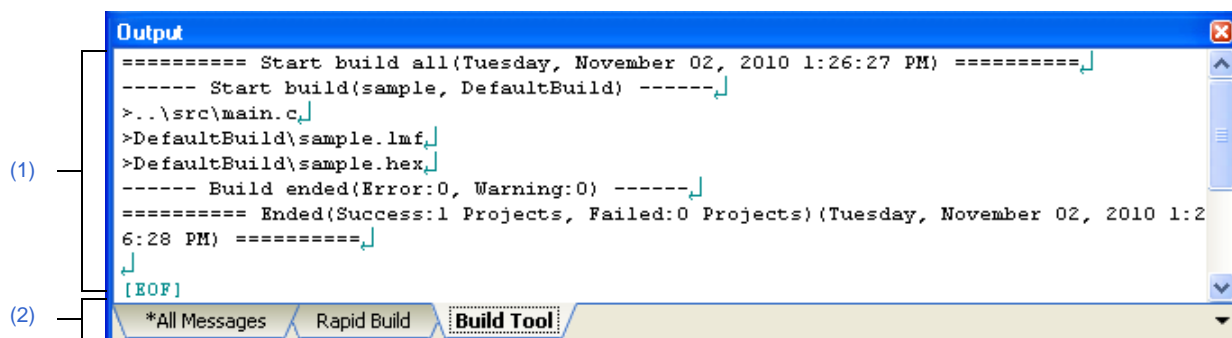 Output
========== Start build all(Tuesday, November 02, 2010 1:26:27 PM) ==========
------ Start build(sample, DefaultBuild) ------
>..\src\main.c
>DefaultBuild\sample.lmf
>DefaultBuild\sample.hex
------ Build ended(Error:0, Warning:0) ------
========== Ended(Success:1 Projects, Failed:0 Projects)(Tuesday, November 02, 2010 1:2
6:28 PM) ==========
[EOF]
(1)
(2)
*All Messages Rapid Build Build Tool